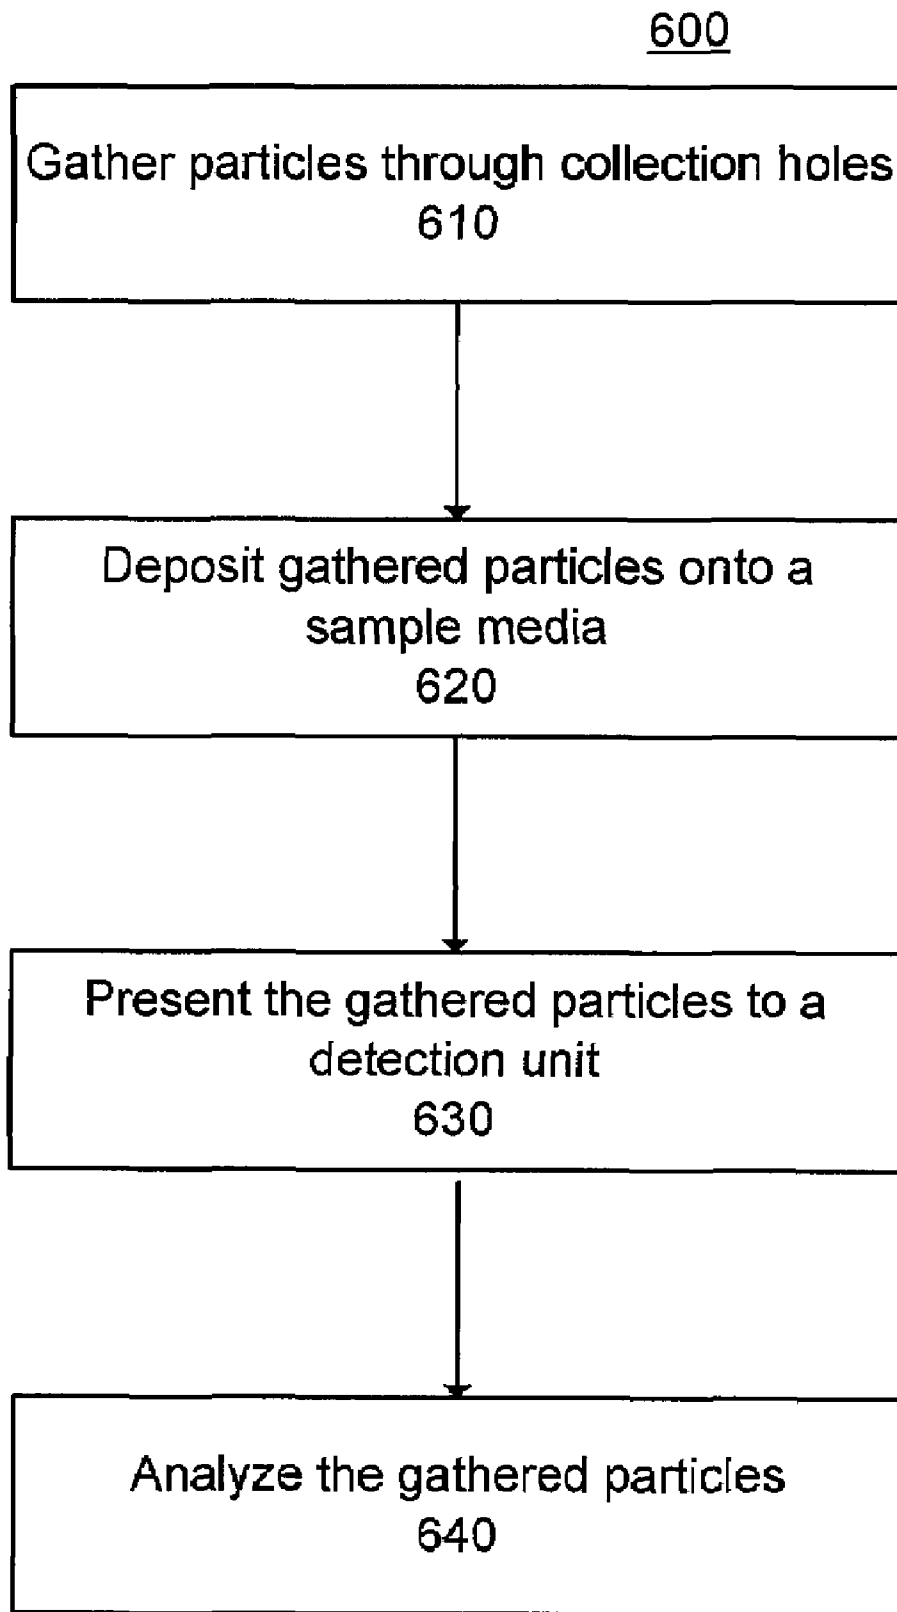 600
Gather particles through collection holes
610
Deposit gathered particles onto a
sample media
620
Present the gathered particles to a
detection unit
630
Analyze the gathered particles
640